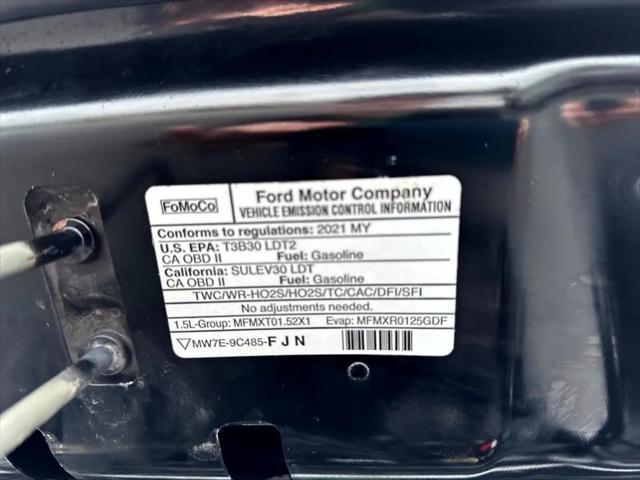 FoMoCo
Ford Motor Company
VEHICLE EMISSION CONTROL INFORMATION
Conforms to regulations: 2021 MY
U.S. EPA: T3B30 LDT2
CA OBD II Fuel: Gasoline
California: SULEV30 LDT
CA OBD II Fuel: Gasoline
TWC/WR-HO2S/HO2S/TC/CAC/DFI/SFI
No adjustments needed.
1.5L-Group: MFMXT01.52X1 Evap: MFMXR0125GDF
MW7E-9C485-F J N